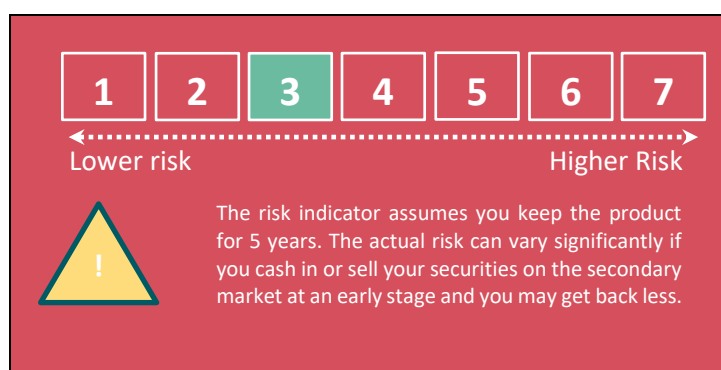 1 2 3 4 5 6 7
Lower risk Higher Risk
!
The risk indicator assumes you keep the product
for 5 years. The actual risk can vary significantly if
you cash in or sell your securities on the secondary
market at an early stage and you may get back less.